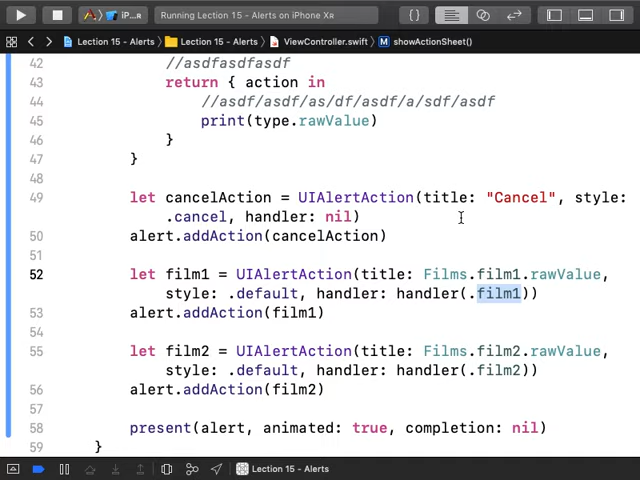 iP...R
Running Lection 15 - Alerts on iPhone XR
Lection 15 - Alerts
Lection 15 - Alerts
ViewController.swift
M
showActionSheet()
42 //asdfasdfasdf
43 return { action in
44 //asdf/asdf/as/df/asdf/a/sdf/asdf
45 print(type.rawValue)
46 }
47 }
48
49 let cancelAction = UIAlertAction(title: "Cancel", style:
.cancel, handler: nil)
50 alert.addAction(cancelAction)
51
52 let film1 = UIAlertAction(title: Films.film1.rawValue,
style: .default, handler: handler(.film1))
53 alert.addAction(film1)
54
55 let film2 = UIAlertAction(title: Films.film2.rawValue,
style: .default, handler: handler(.film2))
56 alert.addAction(film2)
57
58 present(alert, animated: true, completion: nil)
59 }
Lection 15 - Alerts